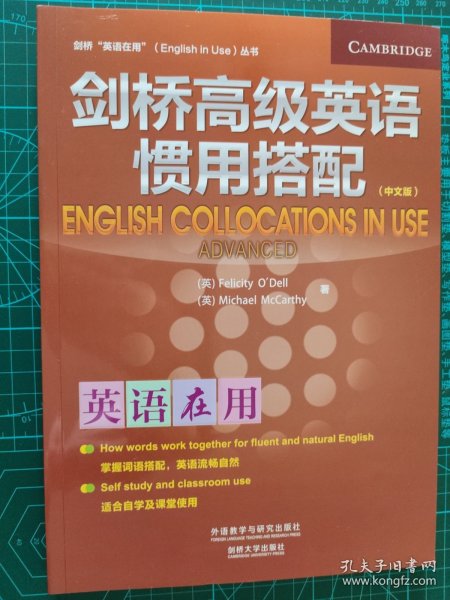 剑桥“英语在用”（English in Use）丛书
CAMBRIDGE
剑桥高级英语
惯用搭配
（中文版）
ENGLISH COLLOCATIONS IN USE
ADVANCED
(英) Felicity O'Dell
(英) Michael McCarthy
著
英语在用
How words work together for fluent and natural English
掌握词语搭配，英语流畅自然
Self study and classroom use
适合自学及课堂使用
外语教学与研究出版社
FOREIGN LANGUAGE TEACHING AND RESEARCH PRESS
剑桥大学出版社
CAMBRIDGE UNIVERSITY PRESS
孔夫子旧书网
www.kongfz.com